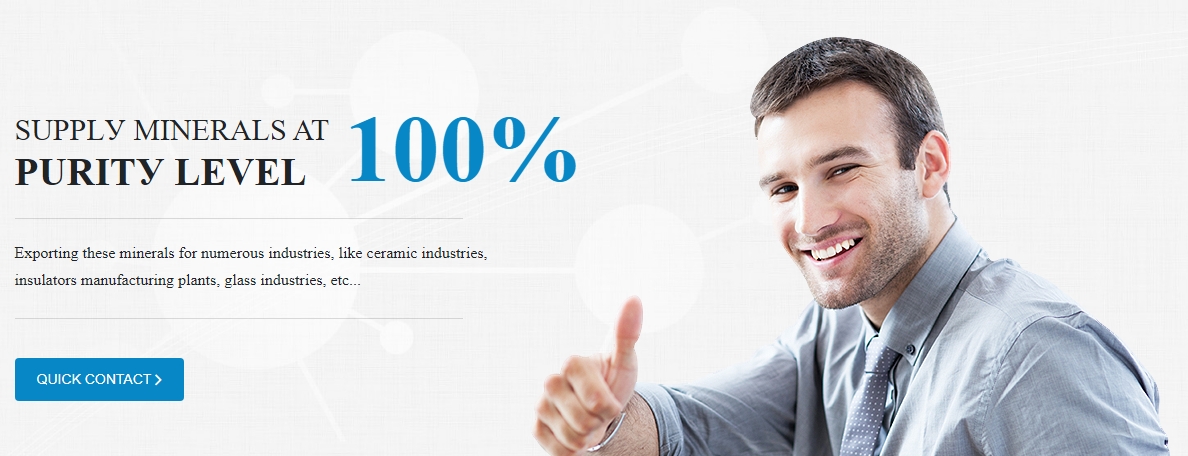 SUPPLY MINERALS AT
PURITY LEVEL
100%
Exporting these minerals for numerous industries, like ceramic industries,
insulators manufacturing plants, glass industries, etc...
QUICK CONTACT